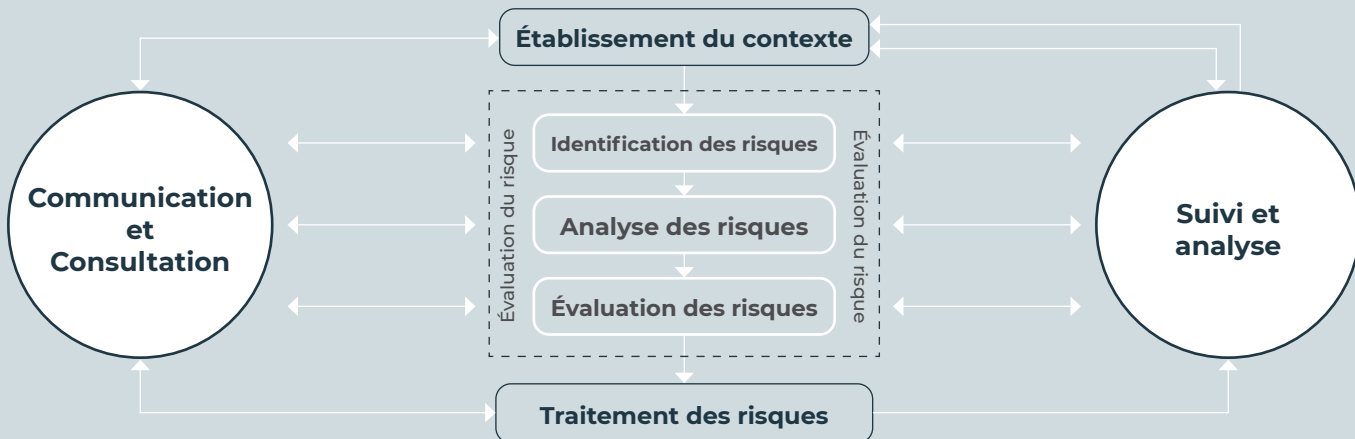 Établissement du contexte
Évaluation du risque
Identification des risques
Évaluation du risque
Communication
et
Consultation
Analyse des risques
Suivi et
analyse
Évaluation des risques
Traitement des risques